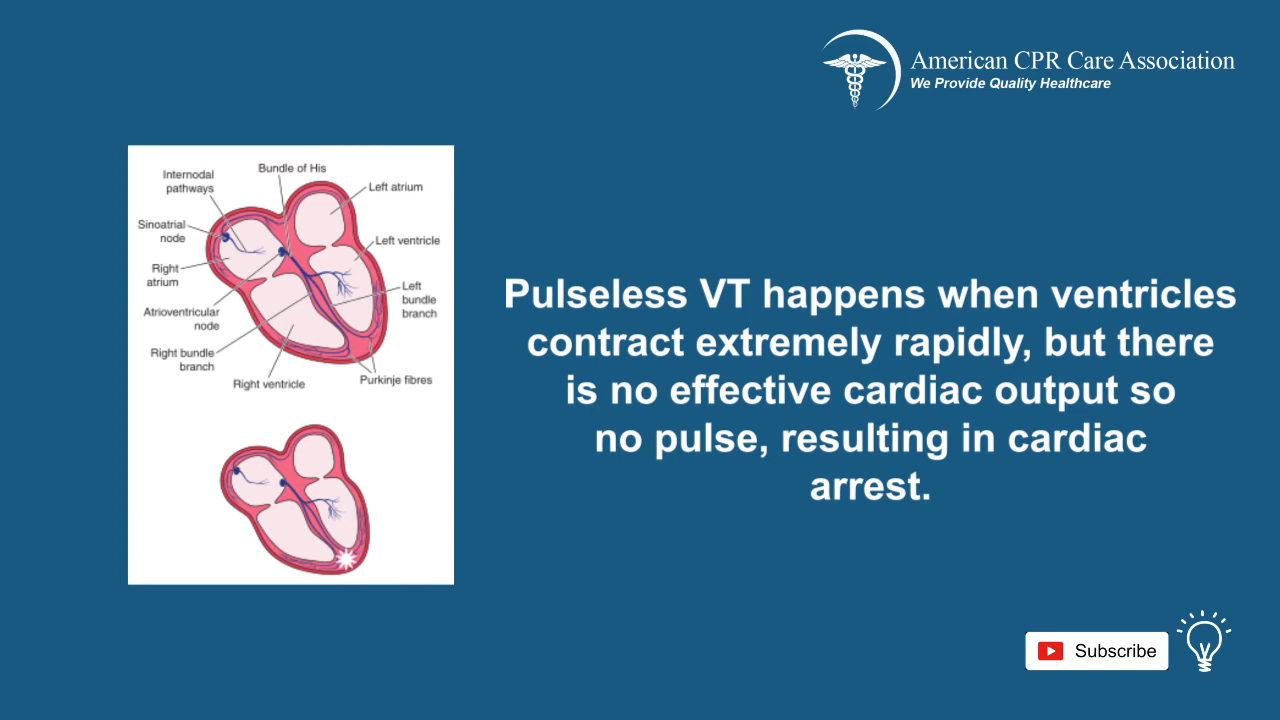 American CPR Care Association
We Provide Quality Healthcare
Bundle of His
Internodal
pathways
Left atrium
Sinoatrial
node
Left ventricle
Right
atrium
Left
bundle
branch
Atrioventricular
node
Right bundle
branch
Right ventricle
Purkinje fibres
Pulseless VT happens when ventricles
contract extremely rapidly, but there
is no effective cardiac output so
no pulse, resulting in cardiac
arrest.
Subscribe